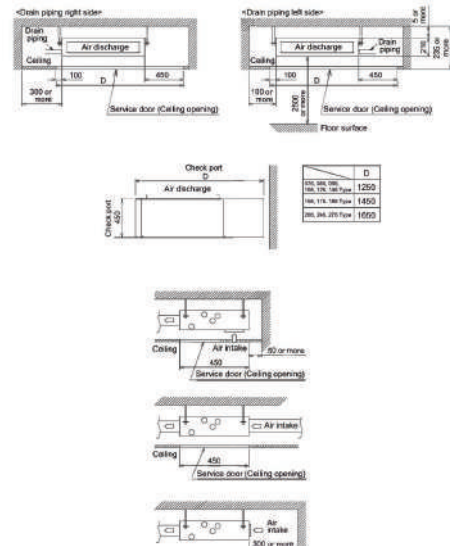 <Drain piping right side>
Drain
piping
Air discharge
Ceiling
100
450
D
300 or
more
Service door (Ceiling opening)
<Drain piping left side>
5 or
more
Drain
piping
Air discharge
210
235 or
more
Ceiling
100
450
D
100 or
more
2500
or more
Service door (Ceiling opening)
Floor surface
Check port
D
Air discharge
Check port
450
D
1250
1450
1650
Ceiling
Air intake
50 or more
450
Service door (Ceiling opening)
Air intake
Ceiling
450
Service door (Ceiling opening)
Air
intake
300 or more